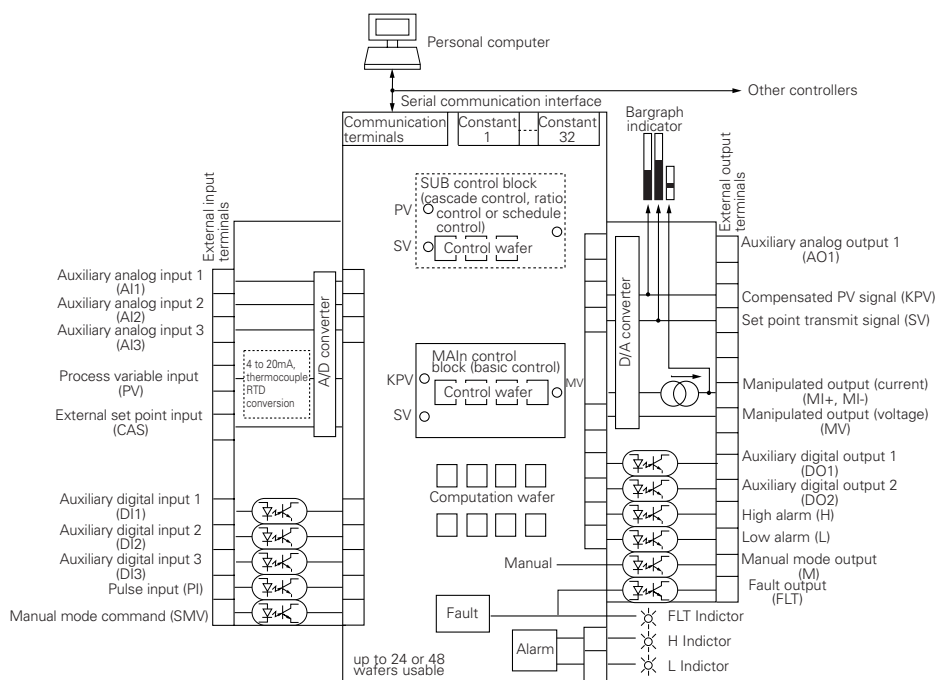 Personal computer
Other controllers
Serial communication interface
Communication
terminals
Constant
1
Constant
32
Bargraph
indicator
External input
terminals
External output
terminals
SUB control block
(cascade control, ratio
control or schedule
control)
PV
SV
Control wafer
Auxiliary analog input 1
(AI1)
Auxiliary analog input 2
(AI2)
Auxiliary analog input 3
(AI3)
Process variable input
(PV)
External set point input
(CAS)
4 to 20mA,
thermocouple,
RTD
conversion
A/D converter
MAIn control
block (basic control)
KPV
SV
Control wafer
MV
D/A converter
Auxiliary analog output 1
(AO1)
Compensated PV signal (KPV)
Set point transmit signal (SV)
Manipulated output (current)
(MI+, MI-)
Manipulated output (voltage)
(MV)
Auxiliary digital output 1
(DO1)
Auxiliary digital output 2
(DO2)
High alarm (H)
Low alarm (L)
Manual mode output
(M)
Fault output
(FLT)
Computation wafer
Auxiliary digital input 1
(DI1)
Auxiliary digital input 2
(DI2)
Auxiliary digital input 3
(DI3)
Pulse input (PI)
Manual mode command (SMV)
Manual
Fault
Alarm
FLT Indictor
H Indictor
L Indictor
up to 24 or 48
wafers usable